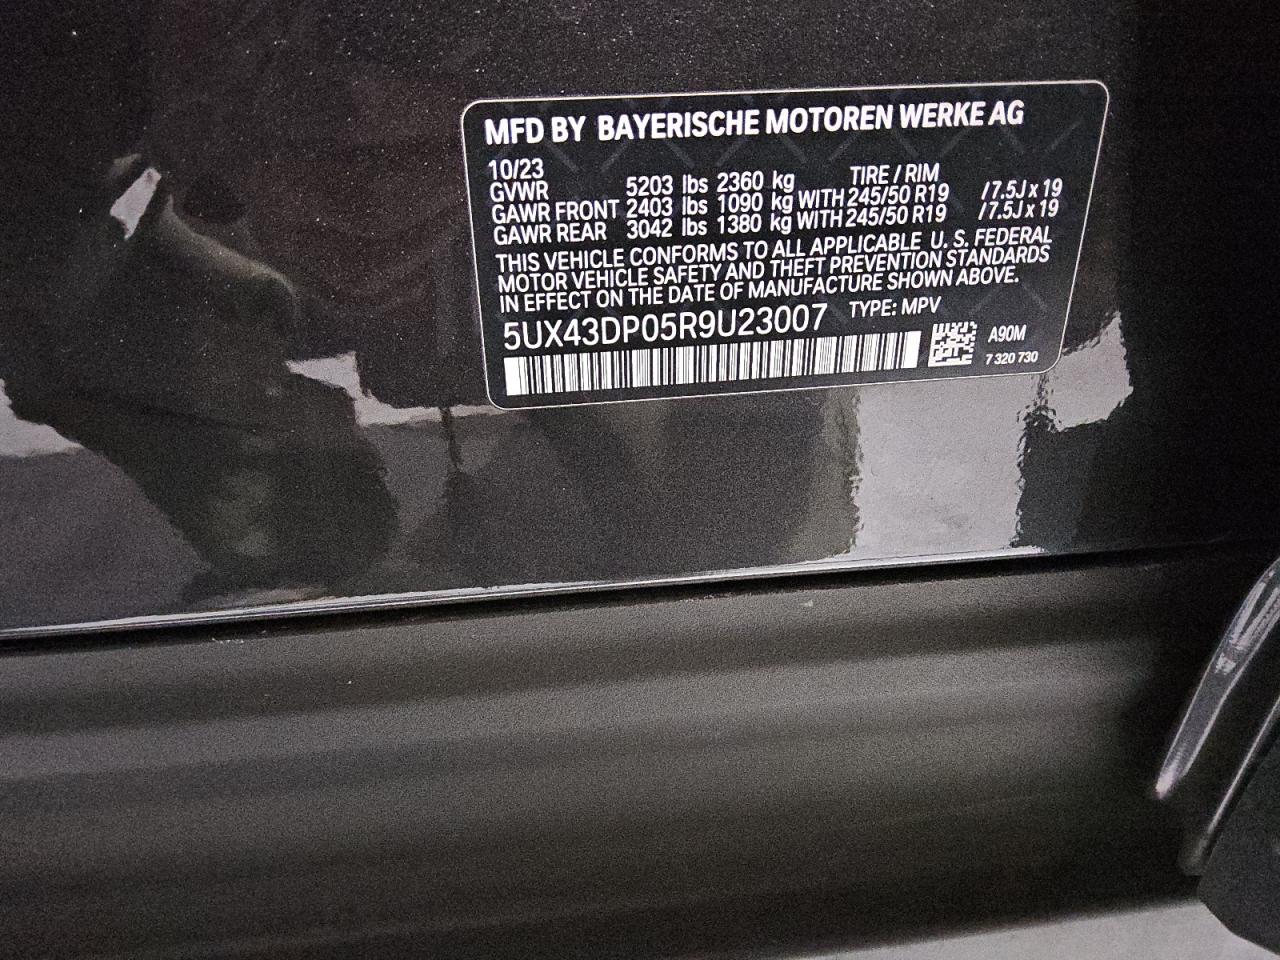 MFD BY BAYERISCHE MOTOREN WERKE AG
10/23 TIRE / RIM
GVWR 5203 lbs 2360 kg
GAWR FRONT 2403 lbs 1090 kg WITH 245/50 R19 /7.5J x 19
GAWR REAR 3042 lbs 1380 kg WITH 245/50 R19 /7.5J x 19
THIS VEHICLE CONFORMS TO ALL APPLICABLE U. S. FEDERAL
MOTOR VEHICLE SAFETY AND THEFT PREVENTION STANDARDS
IN EFFECT ON THE DATE OF MANUFACTURE SHOWN ABOVE.
5UX43DP05R9U23007 TYPE: MPV
A90M
7 320 730